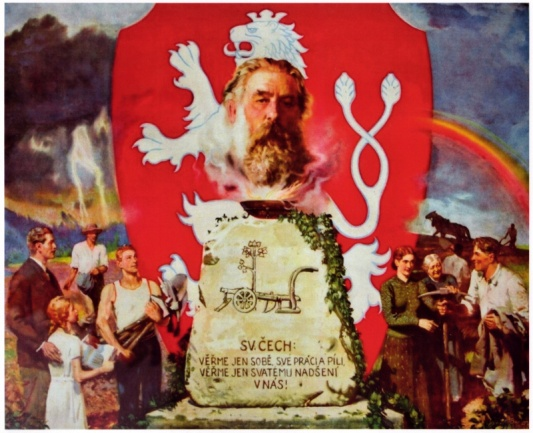 SV. ČECH:
VĚŘME JEN SOBĚ, SVÉ PRÁCI A PÍLI,
VĚŘME JEN SVATÉMU NADŠENÍ
V NÁS!